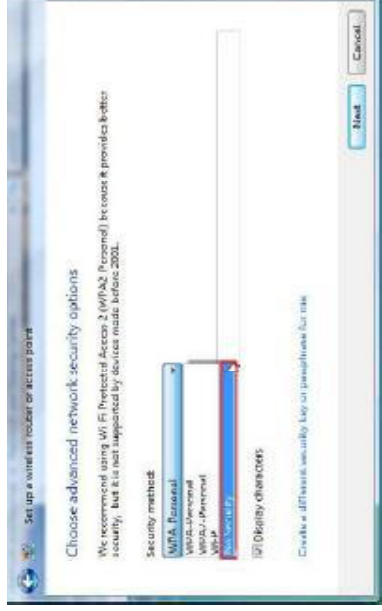 Set up a wireless router or access point
Choose advanced network security options
We recommend using Wi-Fi Protected Access 2 (WPA2-Personal) because it provides better
security, but it is not supported by devices made before 2001.
Security method:
WPA-Personal
WPA-Personal
WPA2-Personal
WEP
No Security
Display characters
Create a different security key or passphrase for me
Next
Cancel